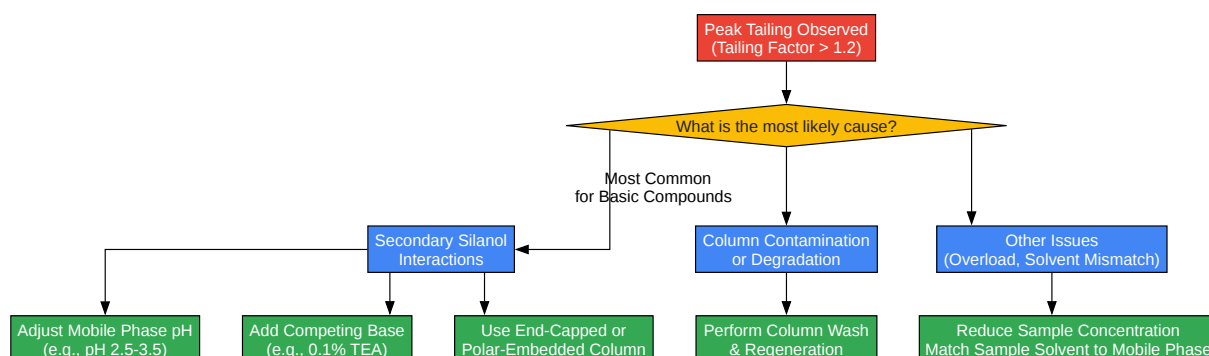 Peak Tailing Observed
(Tailing Factor > 1.2)
What is the most likely cause?
Most Common
for Basic Compounds
Secondary Silanol
Interactions
Column Contamination
or Degradation
Other Issues
(Overload, Solvent Mismatch)
Adjust Mobile Phase pH
(e.g., pH 2.5-3.5)
Add Competing Base
(e.g., 0.1% TEA)
Use End-Capped or
Polar-Embedded Column
Perform Column Wash
& Regeneration
Reduce Sample Concentration
Match Sample Solvent to Mobile Phase